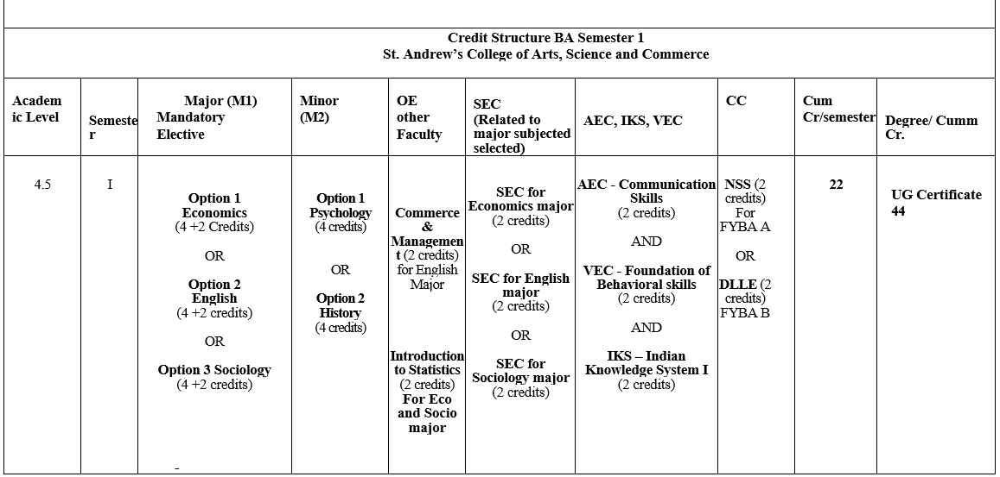 Credit Structure BA Semester 1
St. Andrew’s College of Arts, Science and Commerce
Academ
ic Level
Semeste
r
Major (M1)
Mandatory
Elective
Minor
(M2)
OE
other
Faculty
SEC
(Related to
major subjected
selected)
AEC, IKS, VEC
CC
Cum
Cr/semester
Degree/ Cumm
Cr.
4.5
I
Option 1
Economics
(4 +2 Credits)
OR
Option 2
English
(4 +2 credits)
OR
Option 3 Sociology
(4 +2 credits)
-
Option 1
Psychology
(4 credits)
OR
Option 2
History
(4 credits)
Commerce
&
Managemen
t (2 credits)
for English
Major
Introduction
to Statistics
(2 credits)
For Eco
and Socio
major
SEC for
Economics major
(2 credits)
OR
SEC for English
major
(2 credits)
OR
SEC for
Sociology major
(2 credits)
AEC - Communication
Skills
(2 credits)
AND
VEC - Foundation of
Behavioral skills
(2 credits)
AND
IKS – Indian
Knowledge System I
(2 credits)
NSS (2
credits)
For
FYBA A
OR
DLLE (2
credits)
FYBA B
22
UG Certificate
44